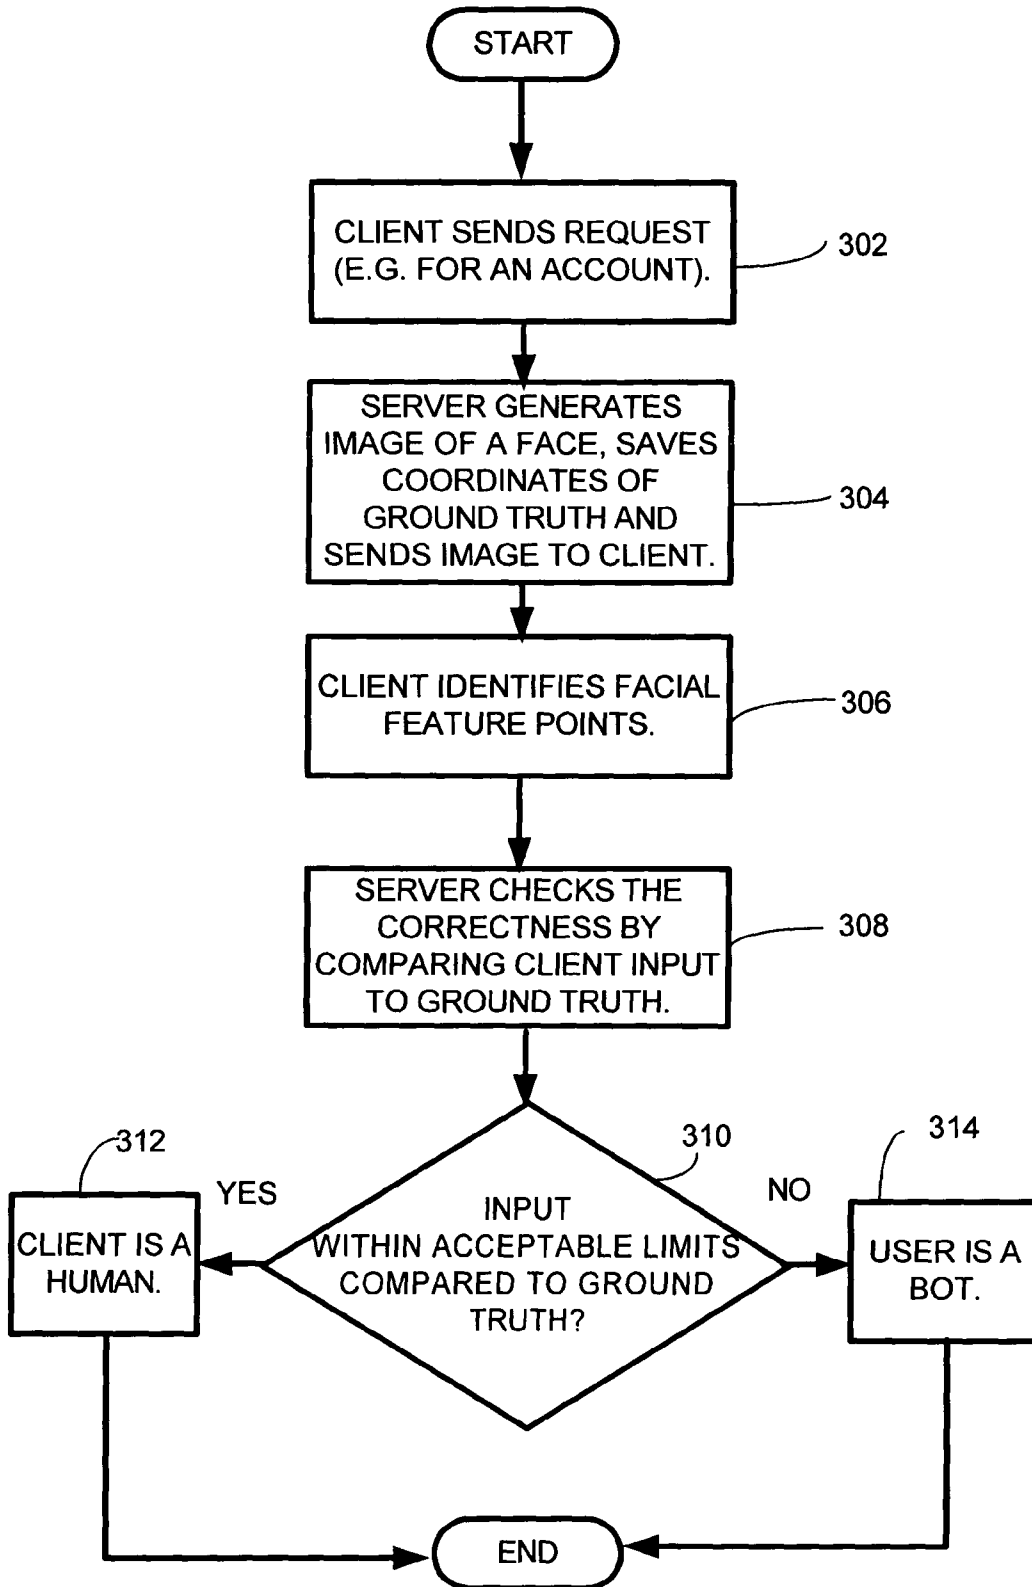 START
CLIENT SENDS REQUEST
(E.G. FOR AN ACCOUNT).
302
SERVER GENERATES
IMAGE OF A FACE, SAVES
COORDINATES OF
GROUND TRUTH AND
SENDS IMAGE TO CLIENT.
304
CLIENT IDENTIFIES FACIAL
FEATURE POINTS.
306
SERVER CHECKS THE
CORRECTNESS BY
COMPARING CLIENT INPUT
TO GROUND TRUTH.
308
312
YES
CLIENT IS A
HUMAN.
310
INPUT
WITHIN ACCEPTABLE LIMITS
COMPARED TO GROUND
TRUTH?
NO
314
USER IS A
BOT.
END